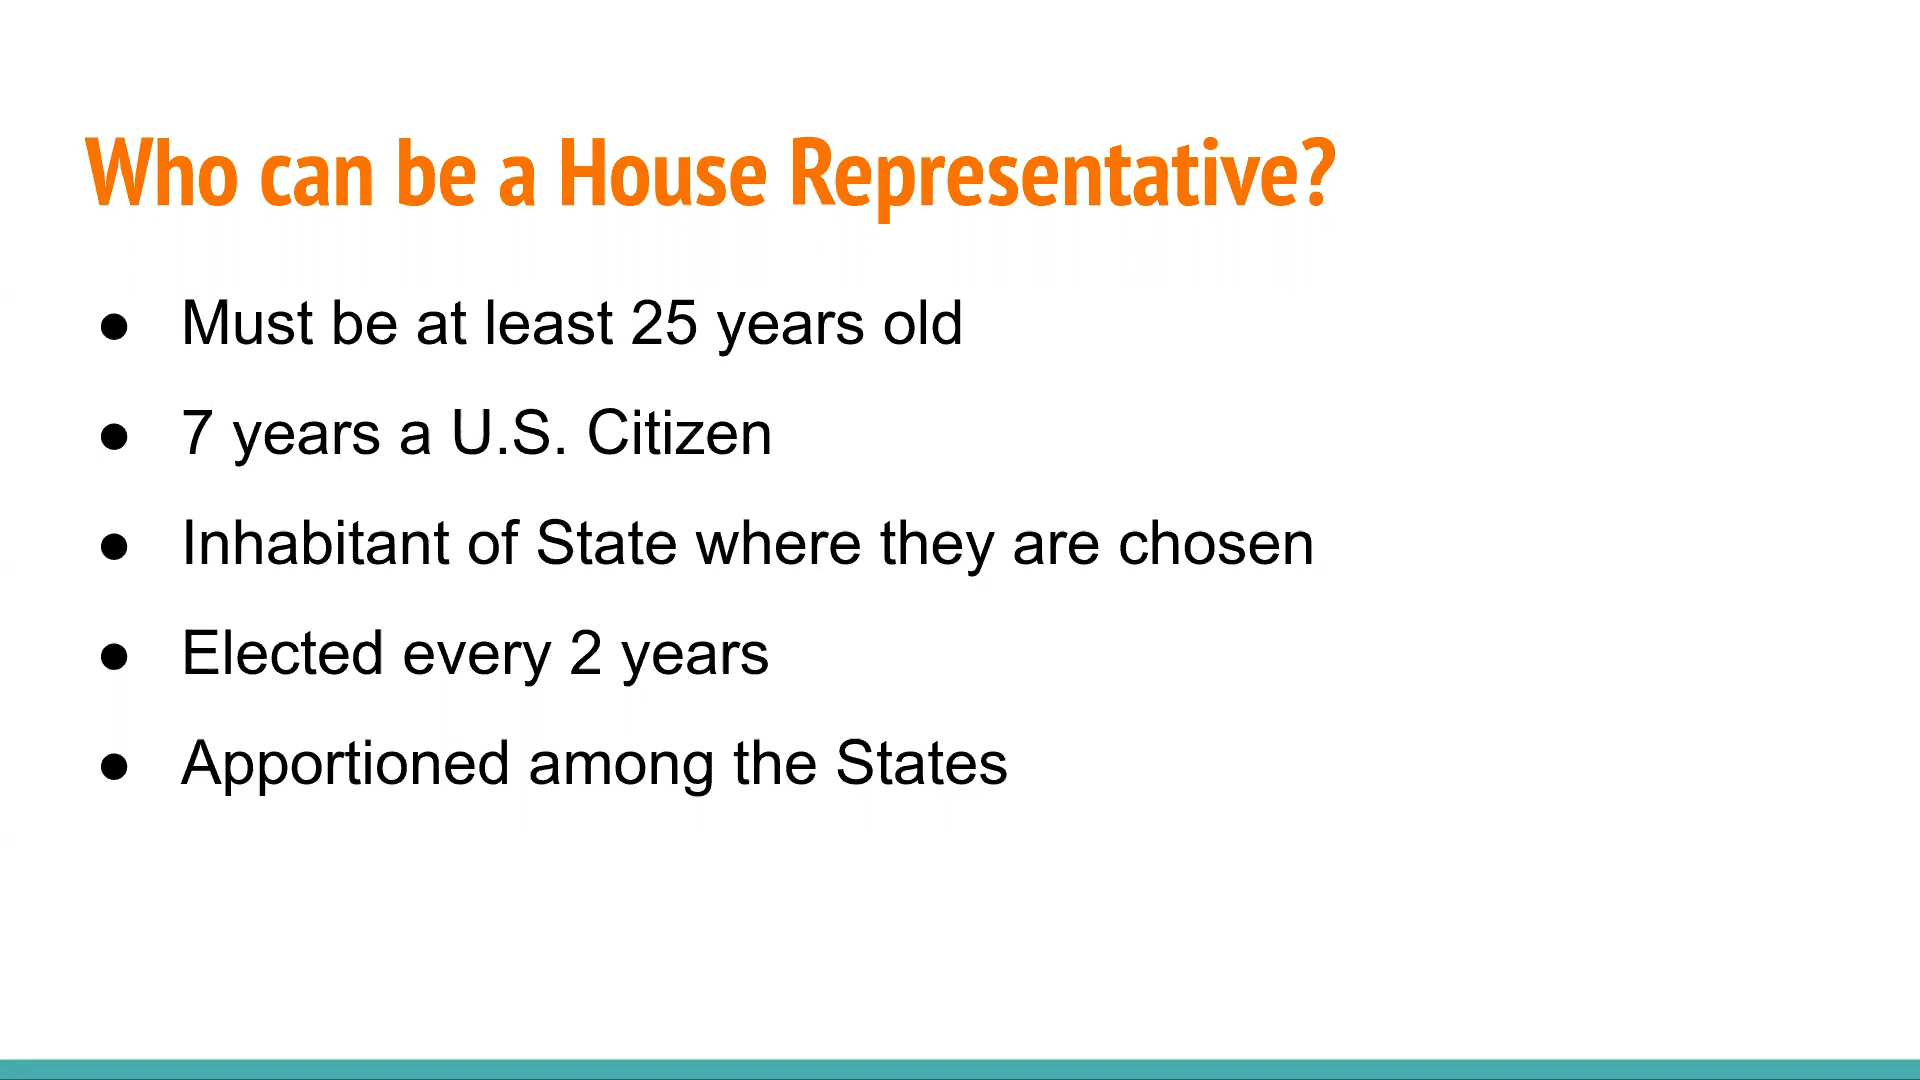 Who can be a House Representative?
● Must be at least 25 years old
● 7 years a U.S. Citizen
● Inhabitant of State where they are chosen
● Elected every 2 years
● Apportioned among the States